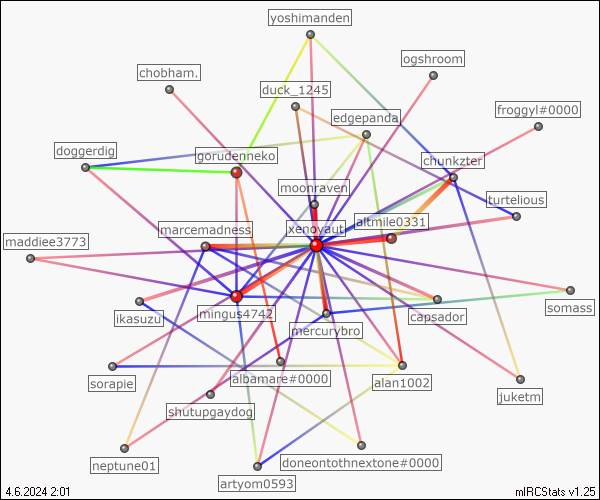 yoshimanden
ogshroom
chobham.
duck_1245
froggyl#0000
edgepanda
doggerdig
gorudenneko
chunkzter
moonraven
turtelious
xenoyaut
altmile0331
marcemadness
maddiee3773
somass
ikasuzu
mingus4742
capsador
mercurybro
albamare#0000
alan1002
sorapie
juketm
shutupgaydog
neptune01
doneontothnextone#0000
artyom0593
4.6.2024 2:01
mIRCStats v1.25